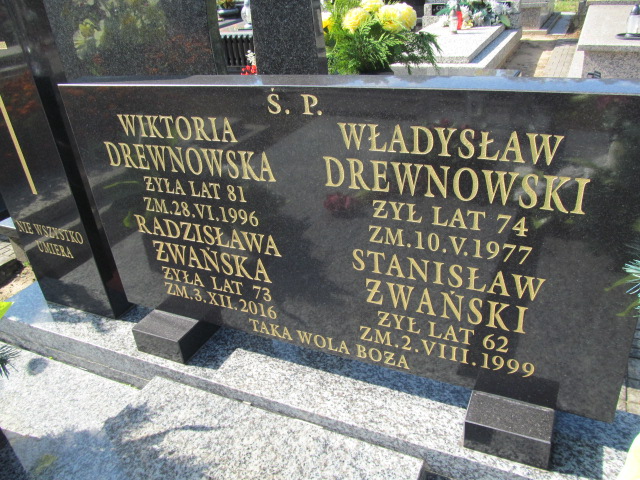 Ś. P.
WIKTORIA
DREWNOWSKA
ŻYŁA LAT 81
ZM.28.VI.1996
RADZISŁAWA
ZWAŃSKA
ŻYŁA LAT 73
ZM.3.XII.2016
WŁADYSŁAW
DREWNOWSKI
ŻYŁ LAT 74
ZM.10.V.1977
STANISŁAW
ZWAŃSKI
ŻYŁ LAT 62
ZM.2.VIII.1999
TAKA WOLA BOŻA
NIE WSZYSTKO
UMIERA